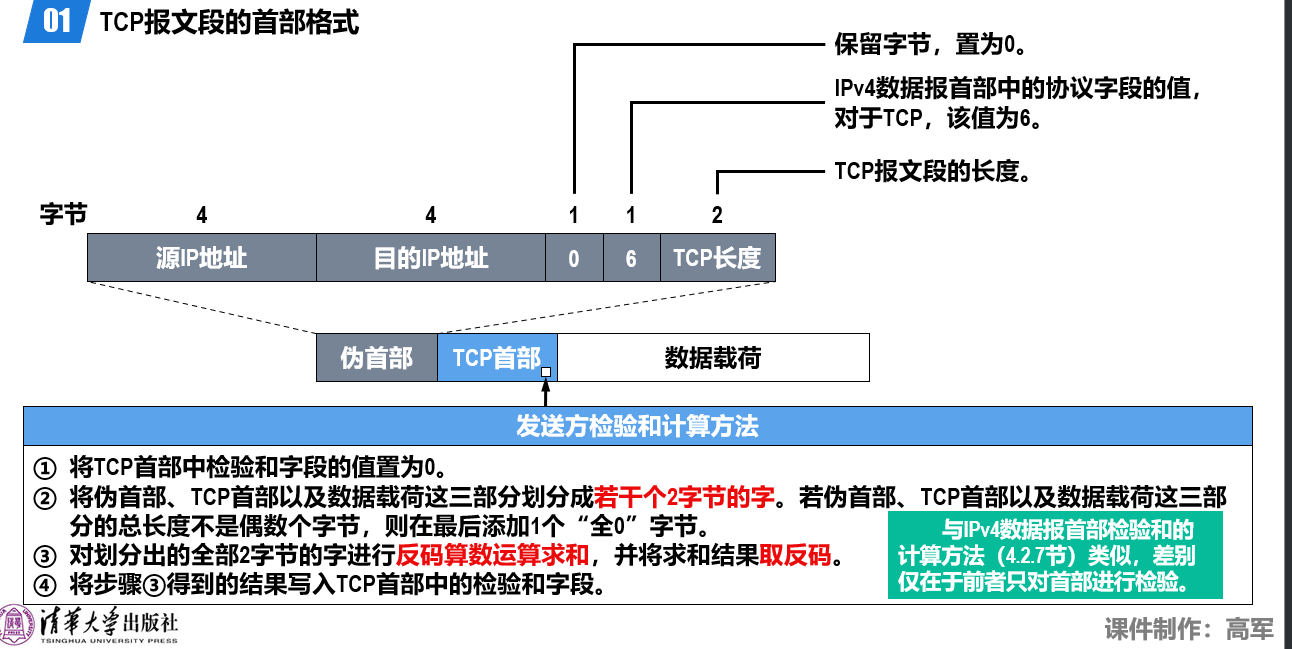 01 TCP报文段的首部格式
保留字节，置为0。
IPv4数据报首部中的协议字段的值，
对于TCP，该值为6。
TCP报文段的长度。
字节 4 4 1 1 2
源IP地址 目的IP地址 0 6 TCP长度
伪首部 TCP首部 数据载荷
发送方检验和计算方法
① 将TCP首部中检验和字段的值置为0。
② 将伪首部、TCP首部以及数据载荷这三部分划分成若干个2字节的字。若伪首部、TCP首部以及数据载荷这三部
分的总长度不是偶数个字节，则在最后添加1个“全0”字节。
③ 对划分出的全部2字节的字进行反码算数运算求和，并将求和结果取反码。
④ 将步骤③得到的结果写入TCP首部中的检验和字段。
与IPv4数据报首部检验和的
计算方法（4.2.7节）类似，差别
仅在于前者只对首部进行检验。
清华大学出版社
TSINGHUA UNIVERSITY PRESS
课件制作：高军